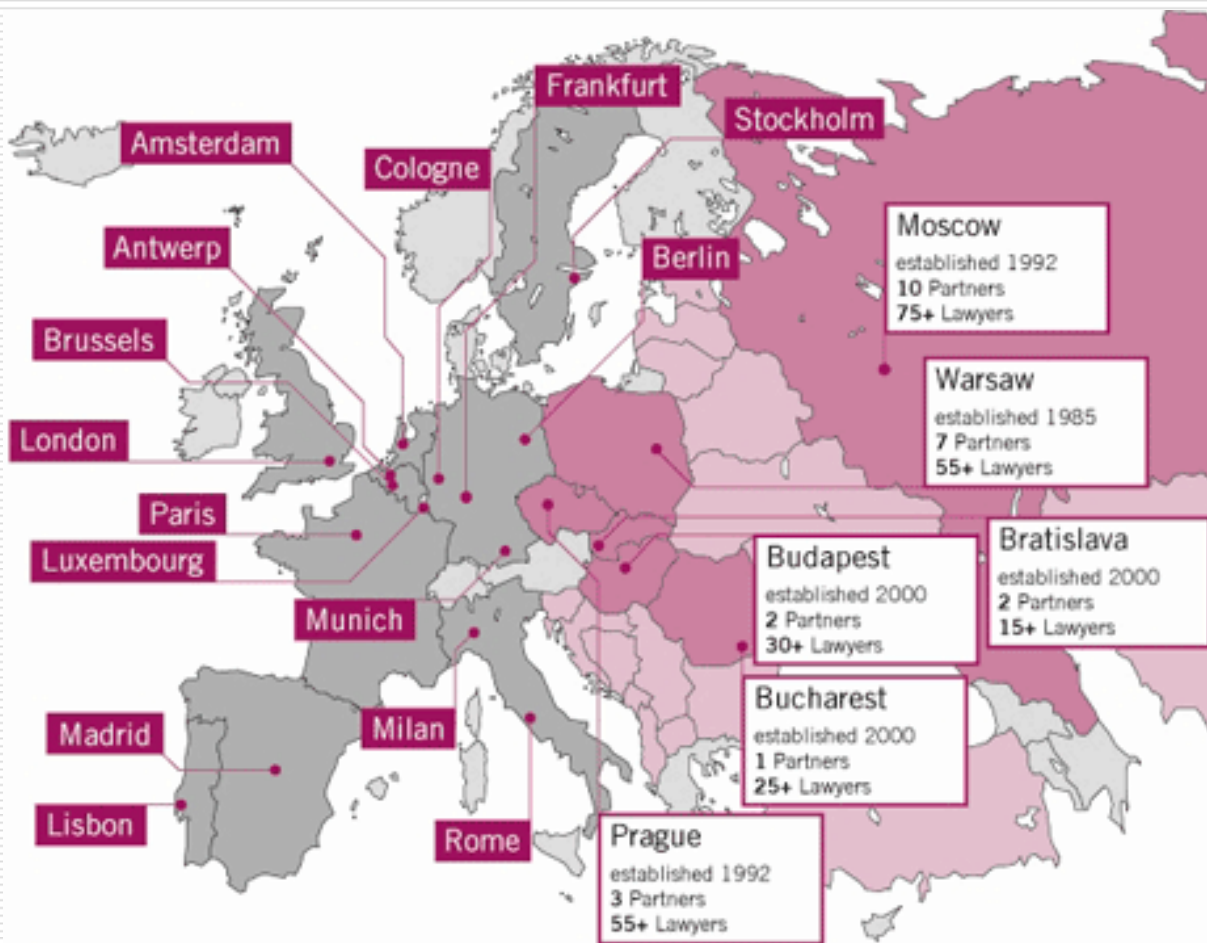 Frankfurt
Stockholm
Amsterdam
Cologne
Antwerp
Berlin
Moscow
established 1992
10 Partners
75+ Lawyers
Brussels
Warsaw
established 1985
7 Partners
55+ Lawyers
London
Paris
Luxembourg
Bratislava
established 2000
2 Partners
15+ Lawyers
Budapest
established 2000
2 Partners
30+ Lawyers
Munich
Bucharest
established 2000
1 Partners
25+ Lawyers
Milan
Madrid
Lisbon
Rome
Prague
established 1992
3 Partners
55+ Lawyers